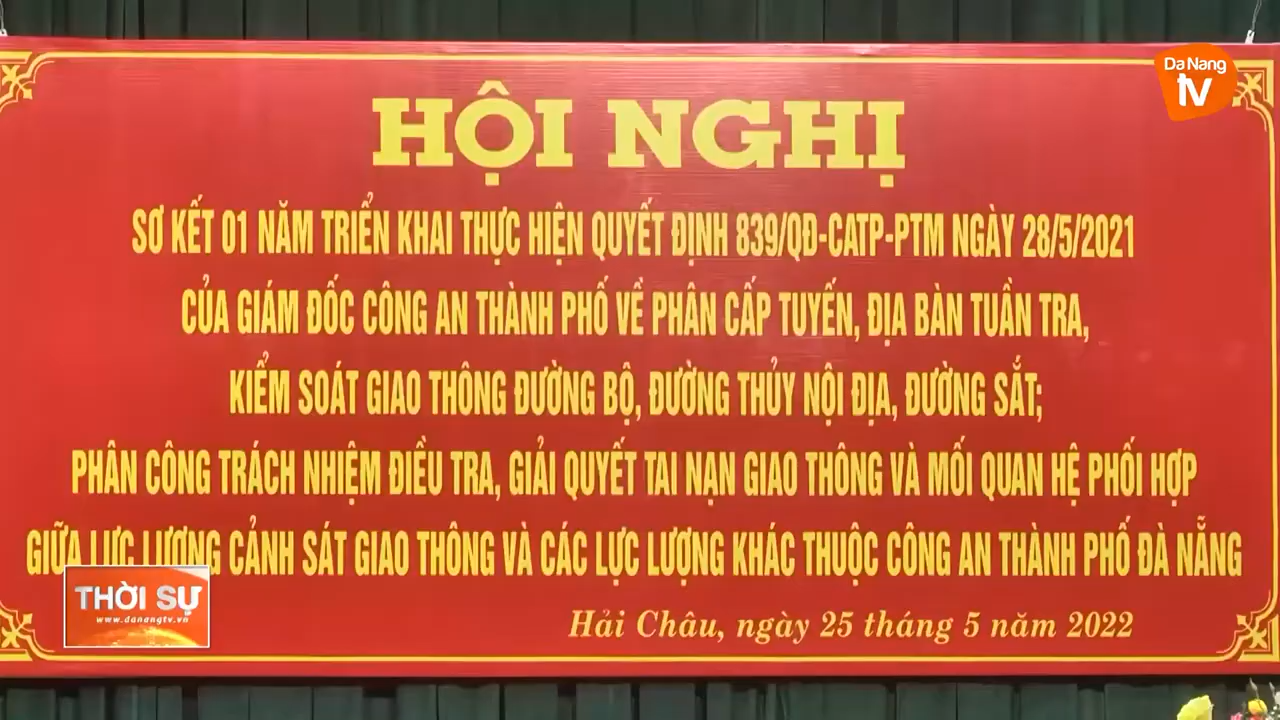 Da Nang
tv
HỘI NGHỊ
SƠ KẾT 01 NĂM TRIỂN KHAI THỰC HIỆN QUYẾT ĐỊNH 839/QĐ-CATP-PTM NGÀY 28/5/2021
CỦA GIÁM ĐỐC CÔNG AN THÀNH PHỐ VỀ PHÂN CẤP TUYẾN, ĐỊA BÀN TUẦN TRA,
KIỂM SOÁT GIAO THÔNG ĐƯỜNG BỘ, ĐƯỜNG THỦY NỘI ĐỊA, ĐƯỜNG SẮT;
PHÂN CÔNG TRÁCH NHIỆM ĐIỀU TRA, GIẢI QUYẾT TAI NẠN GIAO THÔNG VÀ MỐI QUAN HỆ PHỐI HỢP
GIỮA LỰC LƯỢNG CẢNH SÁT GIAO THÔNG VÀ CÁC LỰC LƯỢNG KHÁC THUỘC CÔNG AN THÀNH PHỐ ĐÀ NẴNG
Hải Châu, ngày 25 tháng 5 năm 2022
THỜI SỰ
www.danangtv.vn